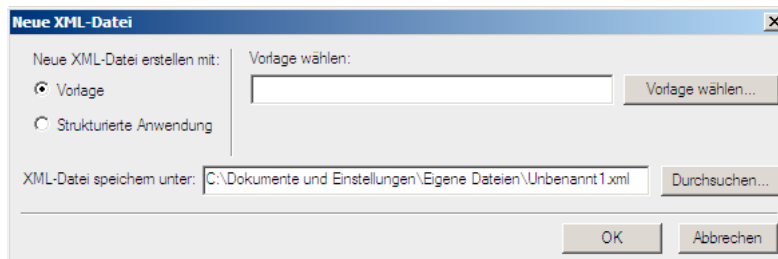 Neue XML-Datei
Neue XML-Datei erstellen mit:
Vorlage wählen:
Vorlage
Vorlage wählen...
Strukturierte Anwendung
XML-Datei speichern unter: C:\Dokumente und Einstellungen\Eigene Dateien\Unbenannt1.xml Durchsuchen...
OK Abbrechen